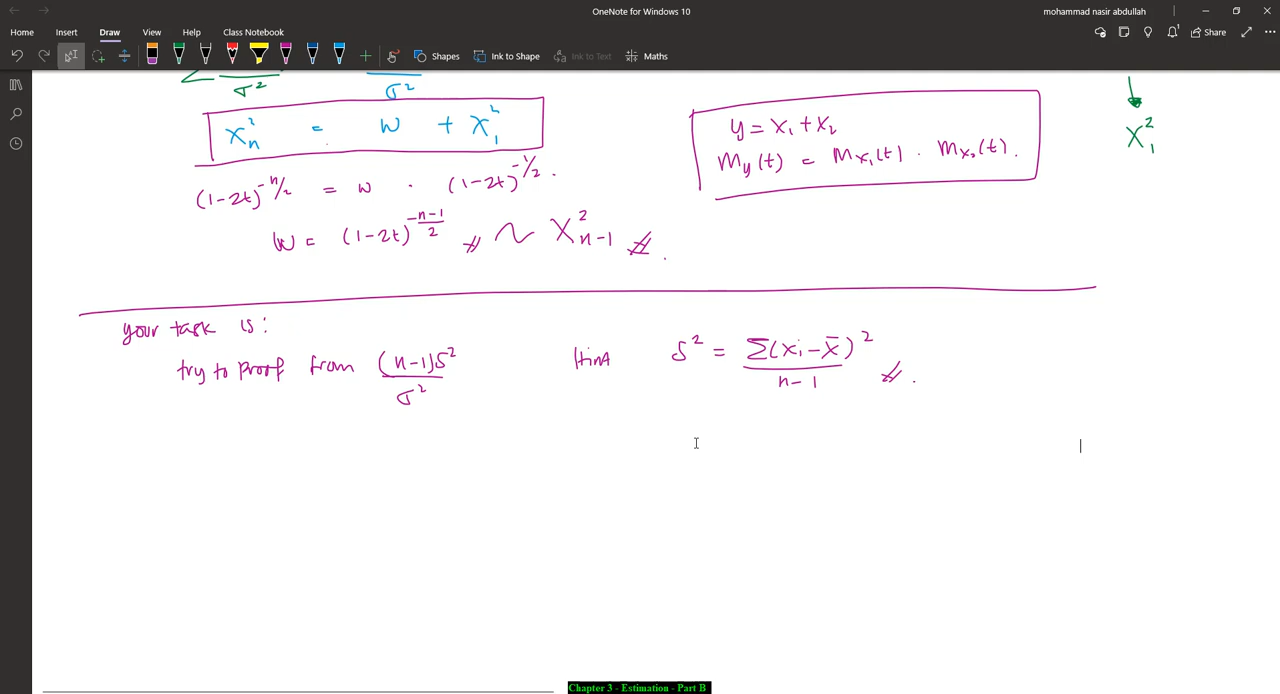 OneNote for Windows 10
mohammad nasir abdullah
Home Insert Draw View Help Class Notebook
Share
Shapes Ink to Shape Ink to Text Maths
σ² σ²
X²n = W + X²1
y = x1 + x2
My(t) = Mx1(t) . Mx2(t).
X²1
(1-2t)^-n/2 = W . (1-2t)^-1/2.
W = (1-2t)^-(n-1)/2 ~ X²n-1
your task is:
try to proof from (n-1)S²/σ² Hint S² = Σ(xi - x̄)²/n-1
Chapter 3 - Estimation - Part B